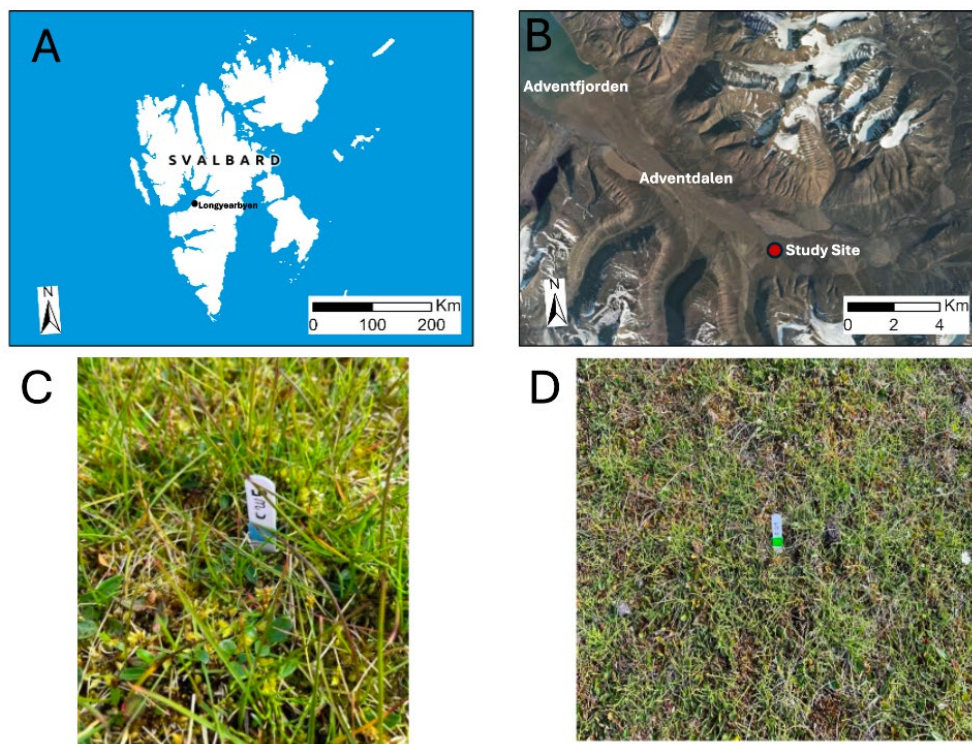 A
SVALBARD
Longyearbyen
N
Km
0 100 200
B
Adventfjorden
Adventdalen
Study Site
N
Km
0 2 4
C
D